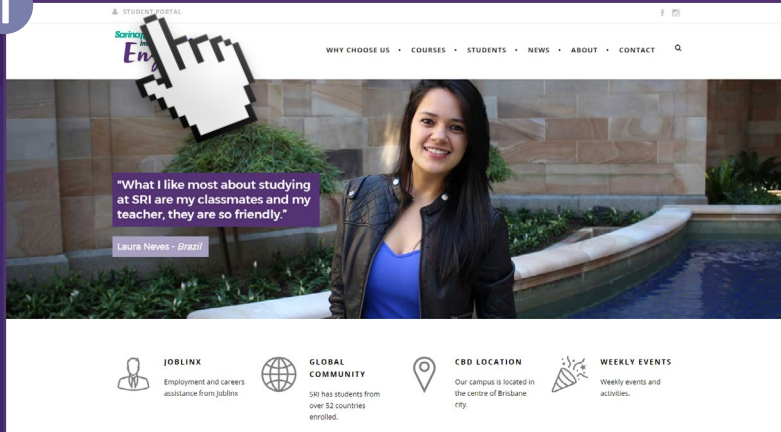 STUDENT PORTAL
WHY CHOOSE US • COURSES • STUDENTS • NEWS • ABOUT • CONTACT
"What I like most about studying
at SRI are my classmates and my
teacher, they are so friendly."
Laura Neves - Brazil
JOBLINX
Employment and careers
assistance from Joblinx
GLOBAL
COMMUNITY
SRI has students from
over 52 countries
enrolled.
CBD LOCATION
Our campus is located in
the centre of Brisbane
city.
WEEKLY EVENTS
Weekly events and
activities.